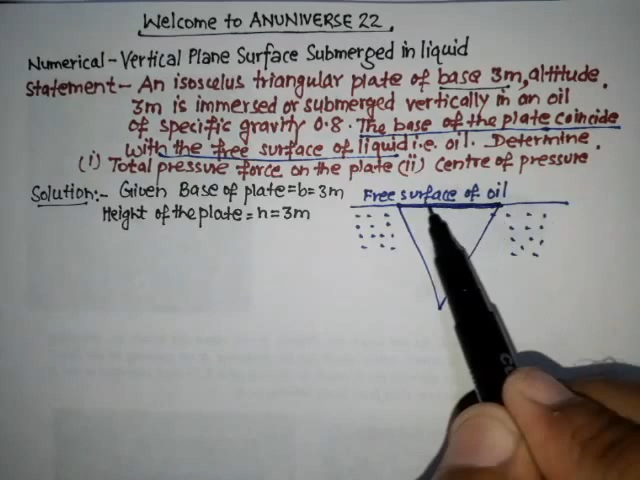 Welcome to ANUNIVERSE 22
Numerical - Vertical Plane Surface Submerged in liquid
Statement - An isosculus triangular plate of base 3m, altitude.
3m is immersed or submerged vertically in an oil
of specific gravity 0.8. The base of the plate coincide
with the free surface of liquid i.e. oil. Determine.
(i) Total pressure force on the plate (ii) Centre of pressure
Solution:- Given Base of plate = b = 3m
Free surface of oil
Height of the plate = h = 3m